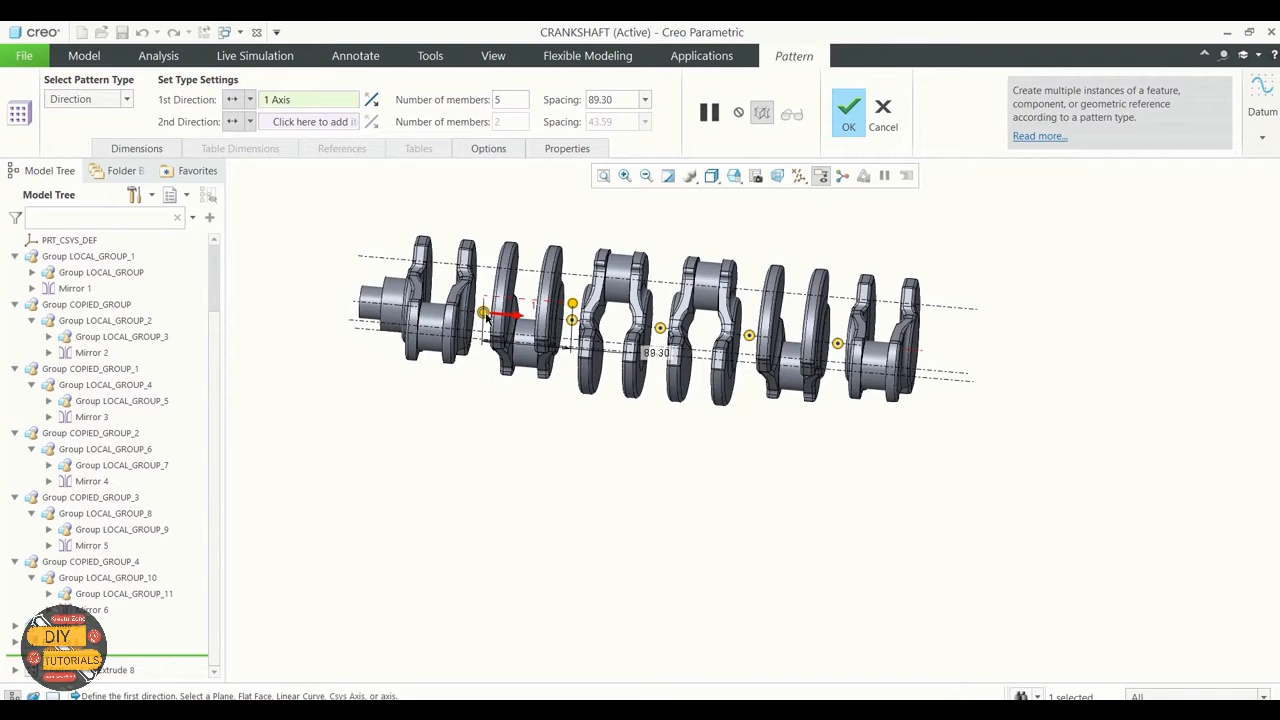 creo CRANKSHAFT (Active) - Creo Parametric
File Model Analysis Live Simulation Annotate Tools View Flexible Modeling Applications Pattern
Select Pattern Type Set Type Settings
Direction 1st Direction: 1 Axis Number of members: 5 Spacing: 89.30
2nd Direction: Click here to add it Number of members: 2 Spacing: 43.59
OK Cancel
Create multiple instances of a feature,
component, or geometric reference
according to a pattern type.
Read more...
Datum
Dimensions Table Dimensions References Tables Options Properties
Model Tree Folder B Favorites
Model Tree
PRT_CSYS_DEF
Group LOCAL_GROUP_1
Group LOCAL_GROUP
Mirror 1
Group COPIED_GROUP
Group LOCAL_GROUP_2
Group LOCAL_GROUP_3
Mirror 2
Group COPIED_GROUP_1
Group LOCAL_GROUP_4
Group LOCAL_GROUP_5
Mirror 3
Group COPIED_GROUP_2
Group LOCAL_GROUP_6
Group LOCAL_GROUP_7
Mirror 4
Group COPIED_GROUP_3
Group LOCAL_GROUP_8
Group LOCAL_GROUP_9
Mirror 5
Group COPIED_GROUP_4
Group LOCAL_GROUP_10
Group LOCAL_GROUP_11
Mirror 6
Extrude 8
89.30
DIY
TUTORIALS
Define the first direction. Select a Plane, Flat Face, Linear Curve, Csys Axis, or axis.
1 selected
All